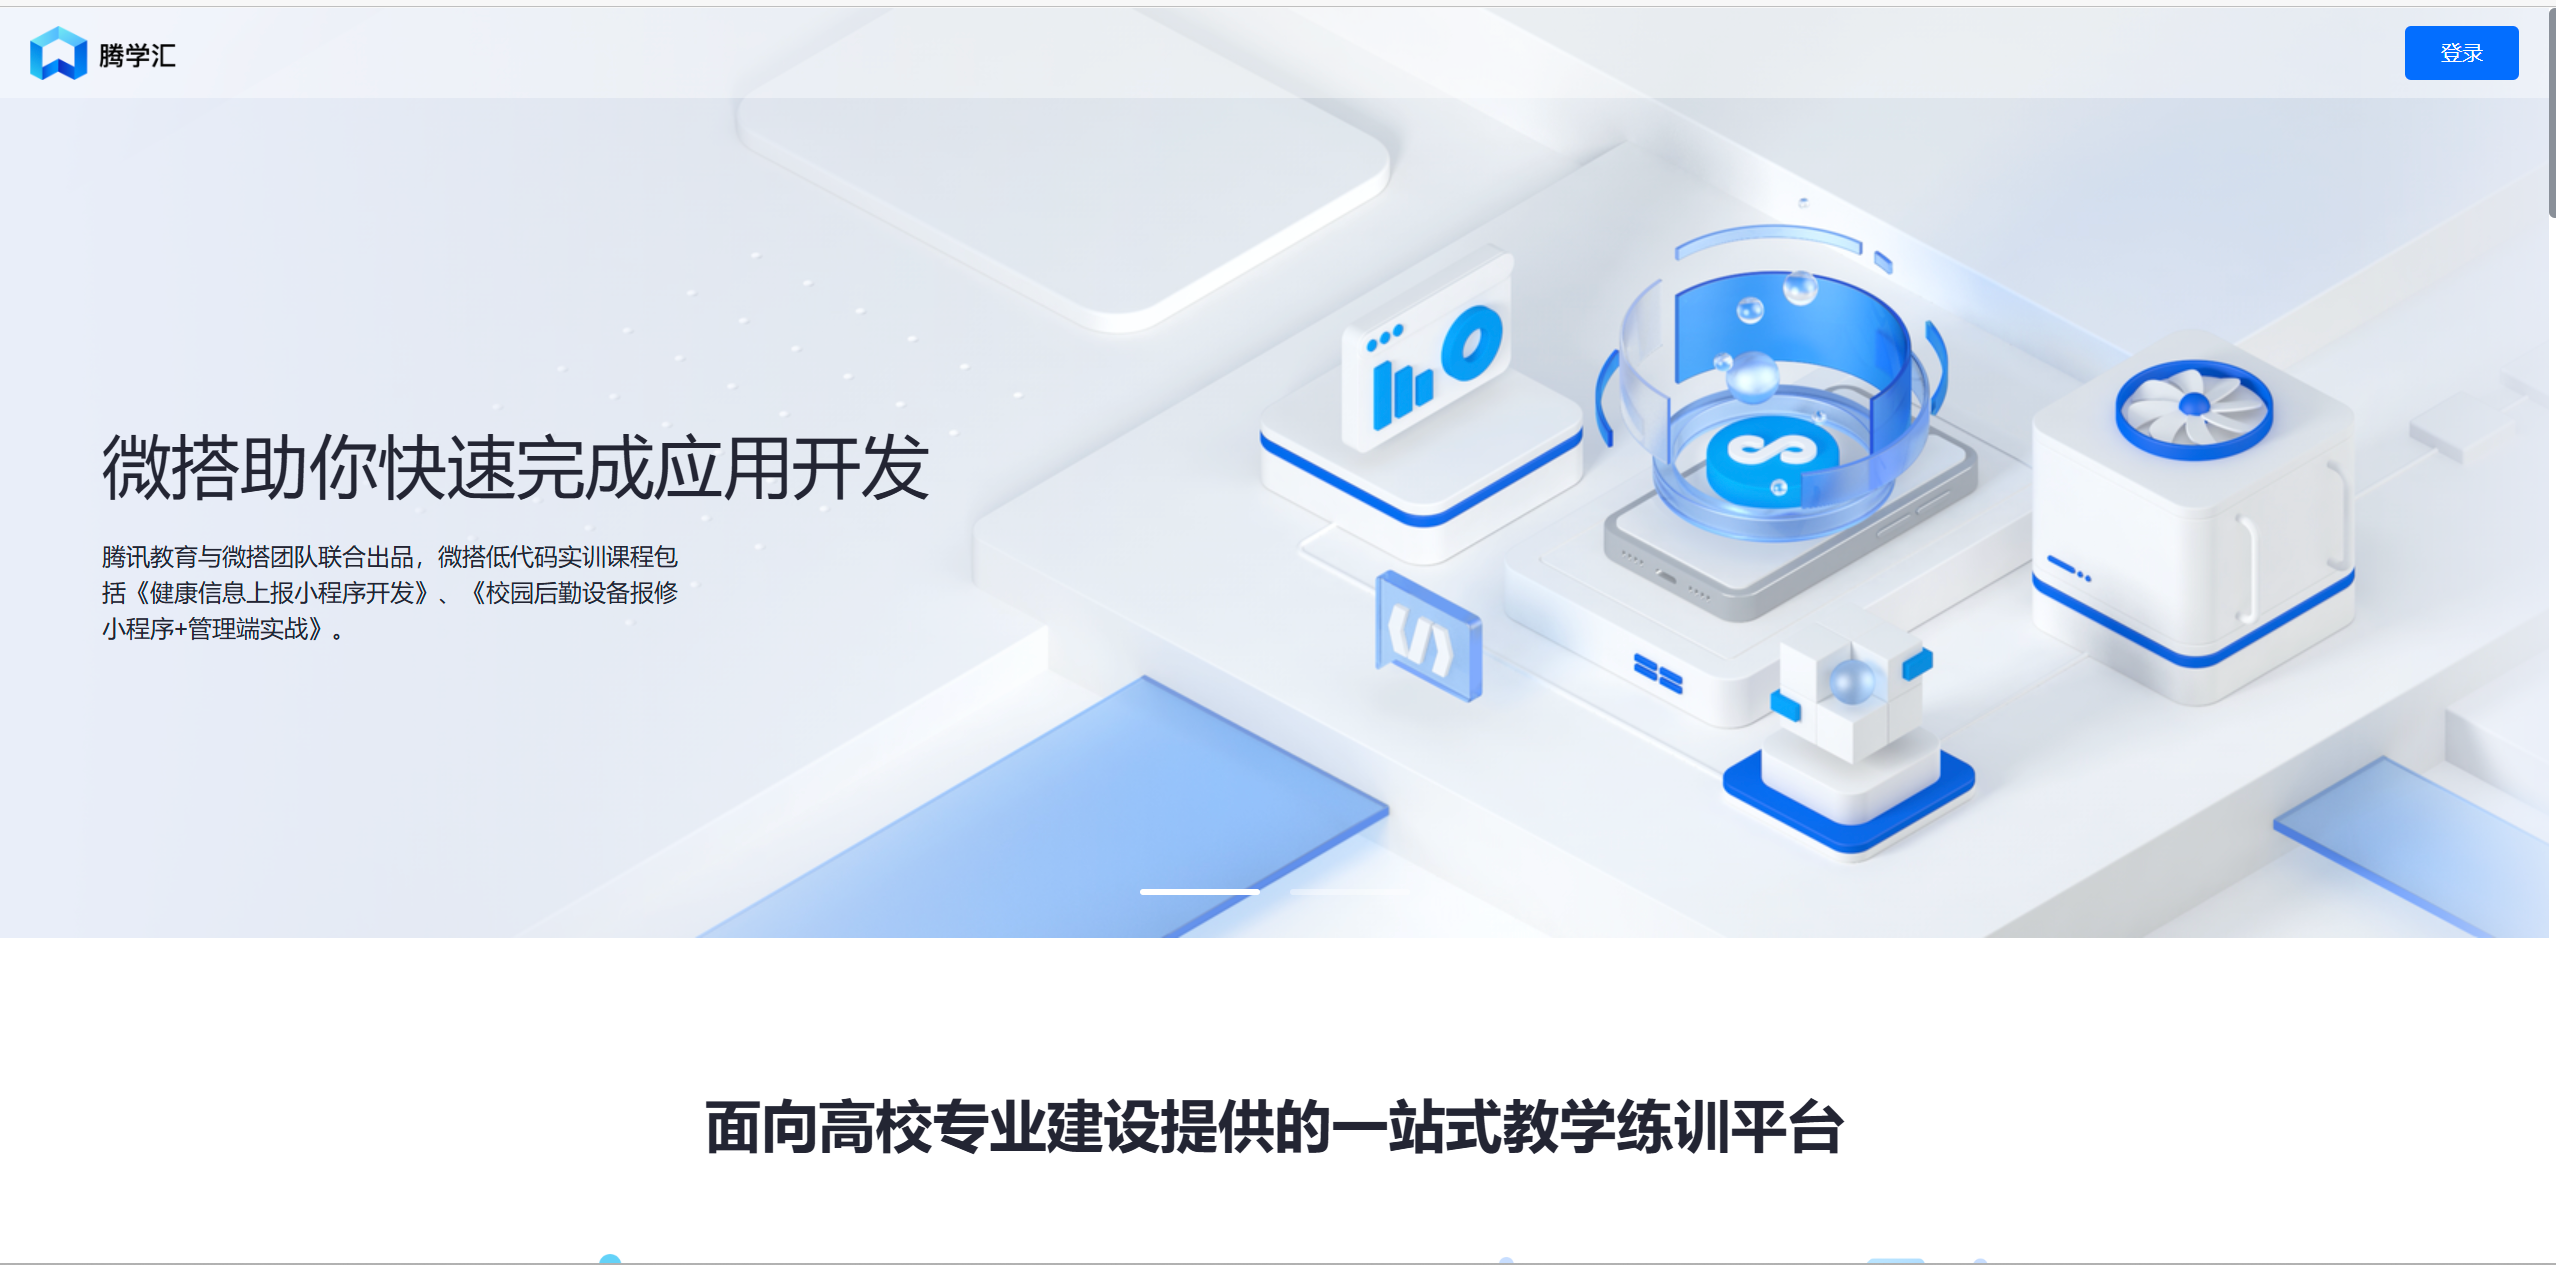 腾学汇
登录
微搭助你快速完成应用开发
腾讯教育与微搭团队联合出品，微搭低代码实训课程包
括《健康信息上报小程序开发》、《校园后勤设备报修
小程序+管理端实战》。
面向高校专业建设提供的一站式教学练训平台